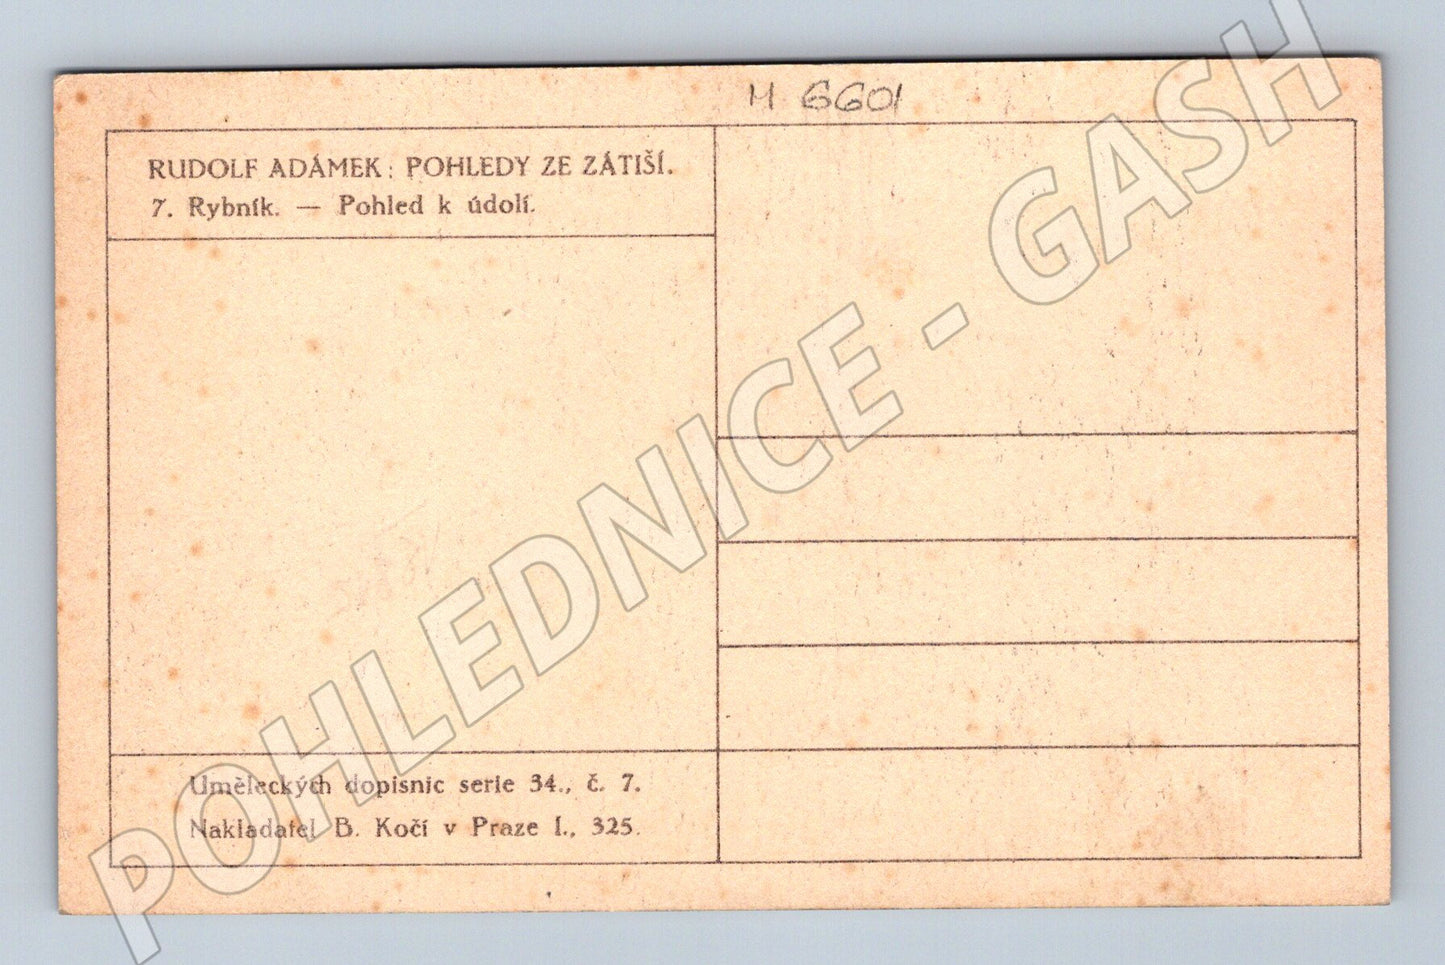 M 6601
RUDOLF ADÁMEK: POHLEDY ZE ZÁTIŠÍ.
7. Rybník. — Pohled k údolí.
POHLEDNICE - GASH
Uměleckých dopisnic serie 34., č. 7.
Nakladatel B. Kočí v Praze I., 325.